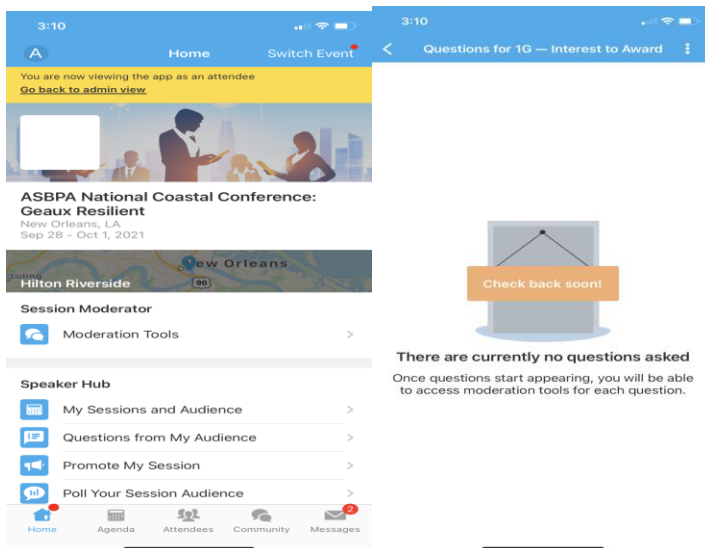 3:10
A
Home
Switch Event
You are now viewing the app as an attendee
Go back to admin view
ASBPA National Coastal Conference:
Geaux Resilient
New Orleans, LA
Sep 28 - Oct 1, 2021
New Orleans
Luling
90
Hilton Riverside
Session Moderator
Moderation Tools
Speaker Hub
My Sessions and Audience
Questions from My Audience
Promote My Session
Poll Your Session Audience
2
Home Agenda Attendees Community Messages
3:10
Questions for 1G — Interest to Award
Check back soon!
There are currently no questions asked
Once questions start appearing, you will be able
to access moderation tools for each question.